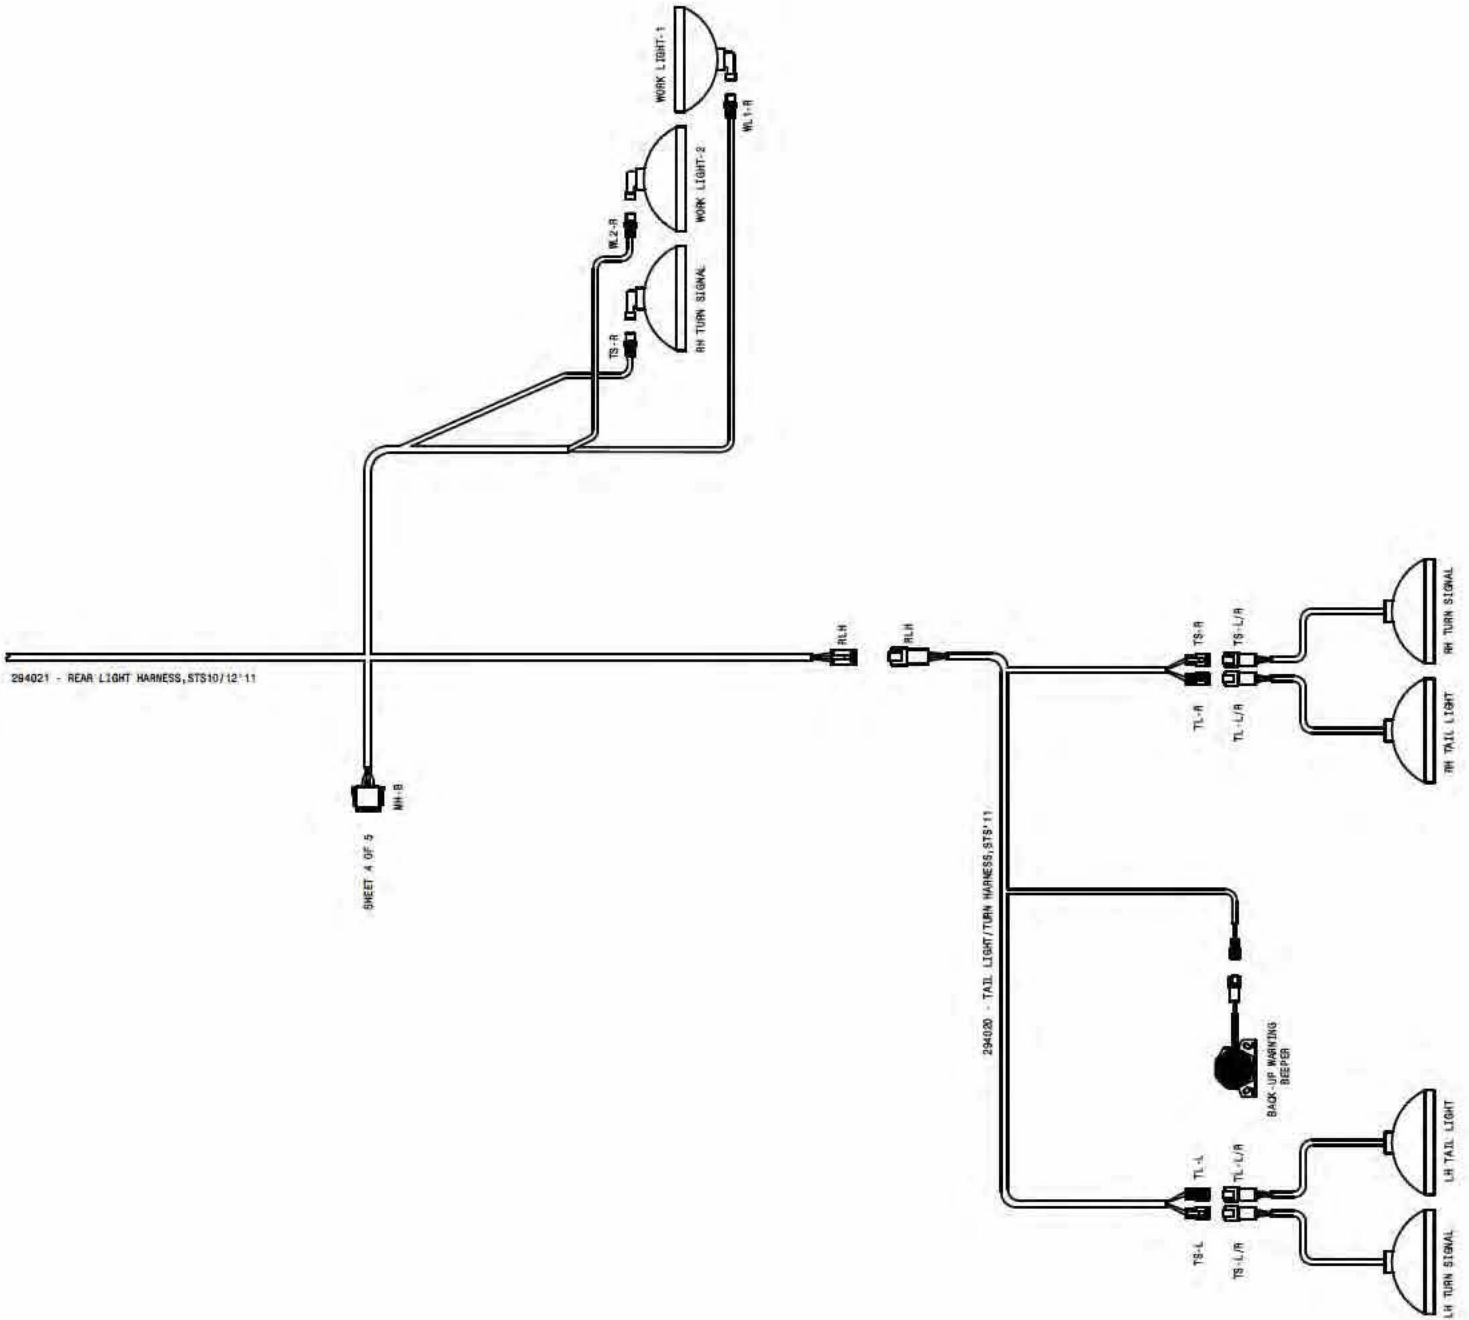 WORK LIGHT-1
WL1-R
WORK LIGHT-2
WL2-R
RH TURN SIGNAL
TS-R
294021 - REAR LIGHT HARNESS,STS10/12'11
MH-B
SHEET 4 OF 5
RLH
RLH
TS-R
TS-L/R
RH TURN SIGNAL
TL-R
TL-L/R
RH TAIL LIGHT
294020 - TAIL LIGHT/TURN HARNESS,STS'11
BACK-UP WARNING
BEEPER
TL-L
TL-L/R
LH TAIL LIGHT
TS-L
TS-L/R
LH TURN SIGNAL